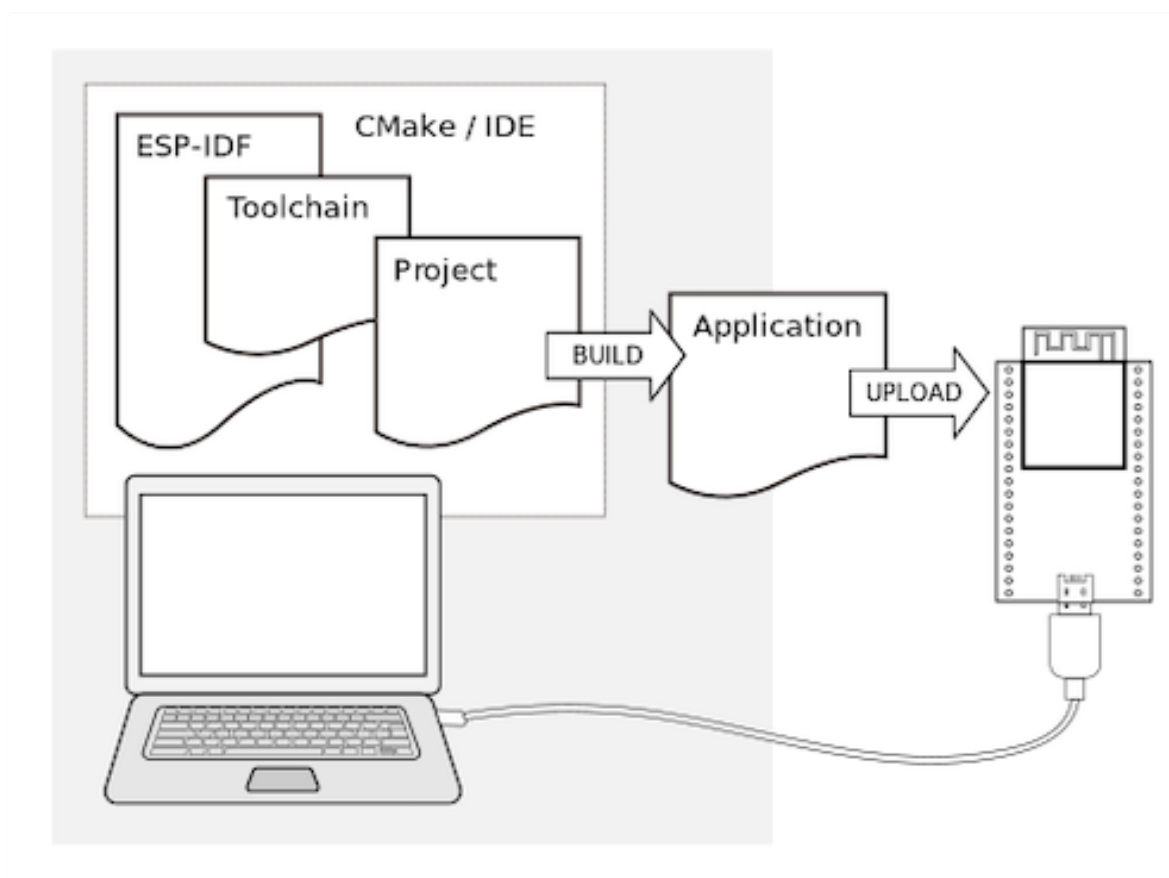 CMake / IDE
ESP-IDF
Toolchain
Project
BUILD
Application
UPLOAD